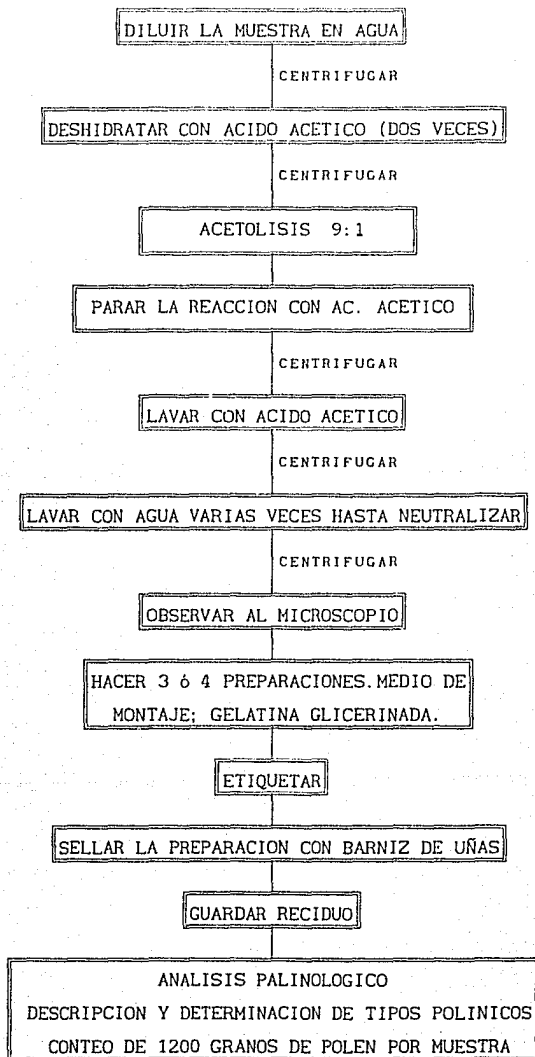 DILUIR LA MUESTRA EN AGUA
CENTRIFUGAR
DESHIDRATAR CON ACIDO ACETICO (DOS VECES)
CENTRIFUGAR
ACETOLISIS 9:1
PARAR LA REACCION CON AC. ACETICO
CENTRIFUGAR
LAVAR CON ACIDO ACETICO
CENTRIFUGAR
LAVAR CON AGUA VARIAS VECES HASTA NEUTRALIZAR
CENTRIFUGAR
OBSERVAR AL MICROSCOPIO
HACER 3 ó 4 PREPARACIONES. MEDIO DE
MONTAJE; GELATINA GLICERINADA.
ETIQUETAR
SELLAR LA PREPARACION CON BARNIZ DE UÑAS
GUARDAR RECIDUO
ANALISIS PALINOLOGICO
DESCRIPCION Y DETERMINACION DE TIPOS POLINICOS
CONTEO DE 1200 GRANOS DE POLEN POR MUESTRA